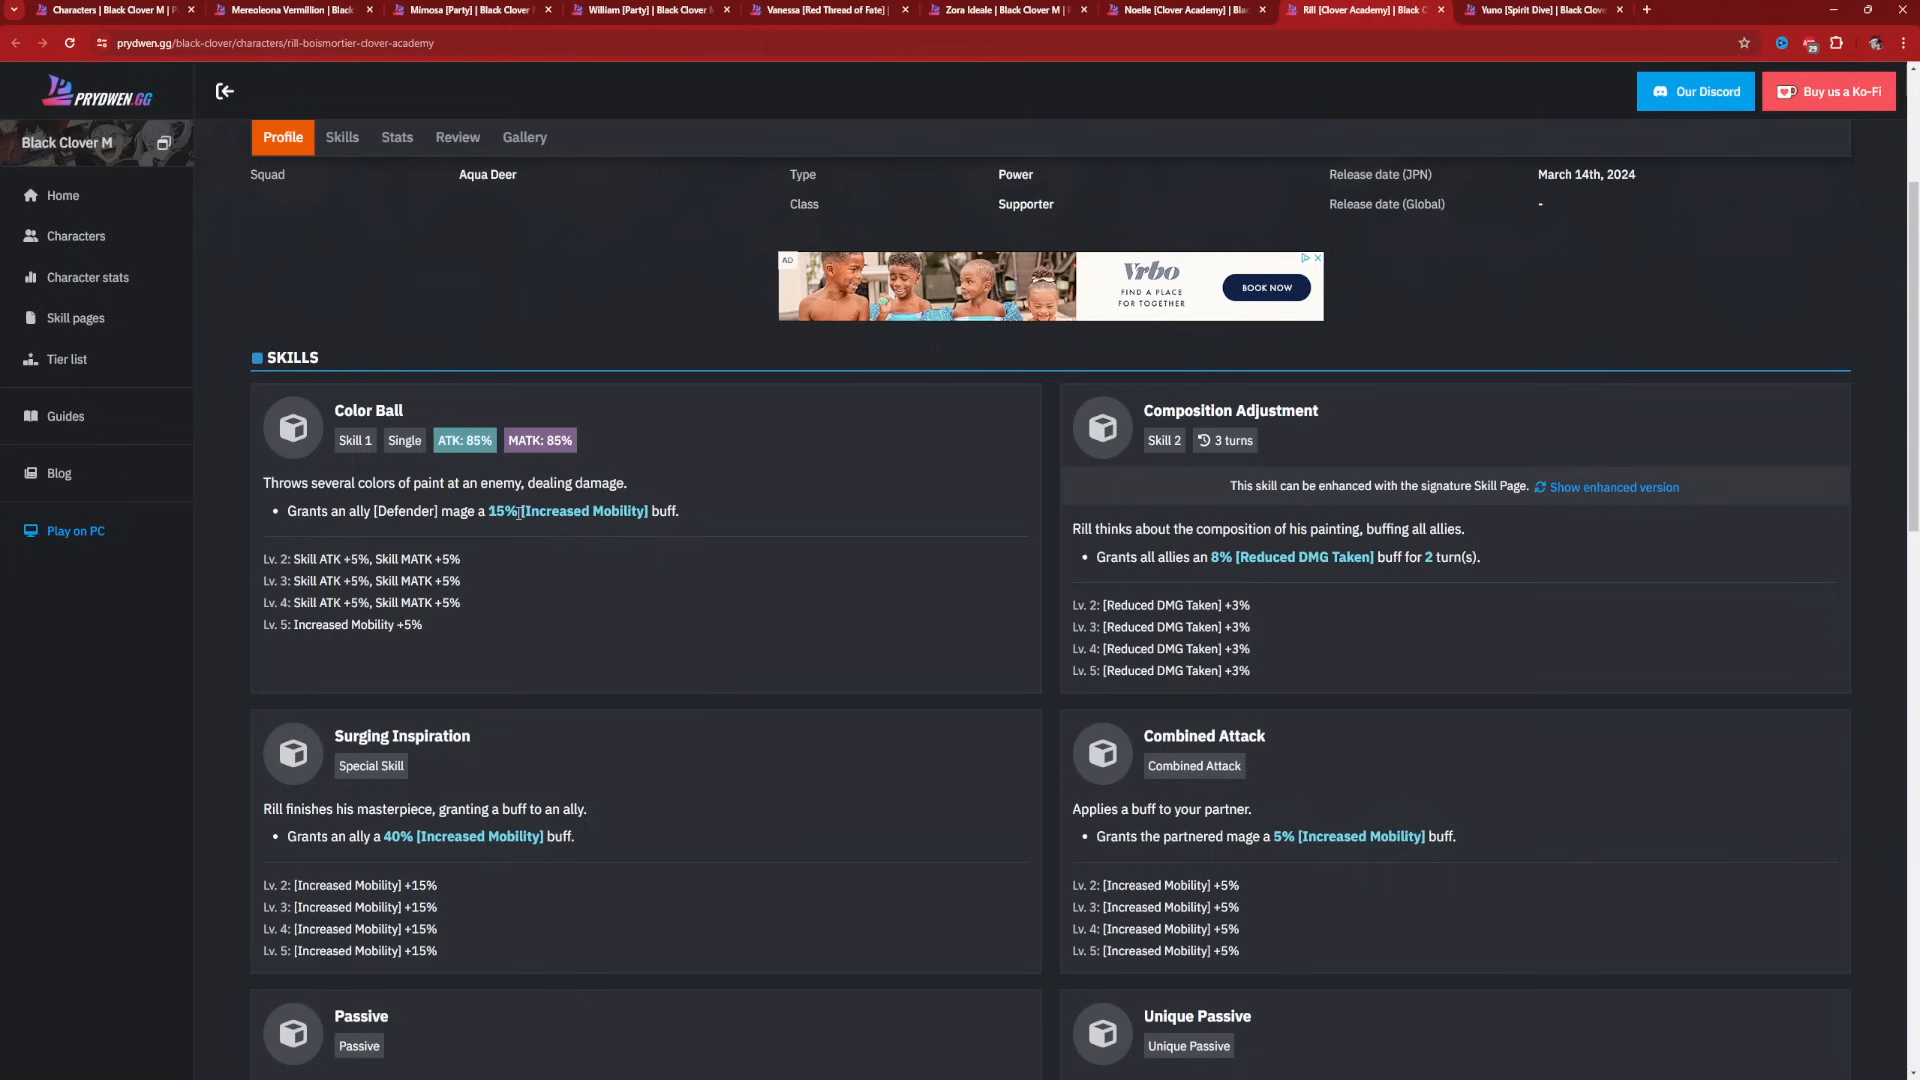 Characters | Black Clover M | P
Mereoleona Vermillion | Black
Mimosa [Party] | Black Clover
William [Party] | Black Clover M
Vanessa [Red Thread of Fate] |
Zora Ideale | Black Clover M |
Noelle [Clover Academy] | Bla
Rill [Clover Academy] | Black C
Yuno [Spirit Dive] | Black Clove
prydwen.gg/black-clover/characters/rill-boismortier-clover-academy
29
PRYDWEN.GG
Our Discord
Buy us a Ko-Fi
Black Clover M
Profile
Skills
Stats
Review
Gallery
Home
Characters
Character stats
Skill pages
Tier list
Guides
Blog
Play on PC
Squad
Aqua Deer
Type
Power
Release date (JPN)
March 14th, 2024
Class
Supporter
Release date (Global)
-
AD
Vrbo
FIND A PLACE
FOR TOGETHER
BOOK NOW
SKILLS
Color Ball
Skill 1
Single
ATK: 85%
MATK: 85%
Throws several colors of paint at an enemy, dealing damage.
• Grants an ally [Defender] mage a 15% [Increased Mobility] buff.
Lv. 2: Skill ATK +5%, Skill MATK +5%
Lv. 3: Skill ATK +5%, Skill MATK +5%
Lv. 4: Skill ATK +5%, Skill MATK +5%
Lv. 5: Increased Mobility +5%
Composition Adjustment
Skill 2
3 turns
This skill can be enhanced with the signature Skill Page. Show enhanced version
Rill thinks about the composition of his painting, buffing all allies.
• Grants all allies an 8% [Reduced DMG Taken] buff for 2 turn(s).
Lv. 2: [Reduced DMG Taken] +3%
Lv. 3: [Reduced DMG Taken] +3%
Lv. 4: [Reduced DMG Taken] +3%
Lv. 5: [Reduced DMG Taken] +3%
Surging Inspiration
Special Skill
Rill finishes his masterpiece, granting a buff to an ally.
• Grants an ally a 40% [Increased Mobility] buff.
Lv. 2: [Increased Mobility] +15%
Lv. 3: [Increased Mobility] +15%
Lv. 4: [Increased Mobility] +15%
Lv. 5: [Increased Mobility] +15%
Combined Attack
Combined Attack
Applies a buff to your partner.
• Grants the partnered mage a 5% [Increased Mobility] buff.
Lv. 2: [Increased Mobility] +5%
Lv. 3: [Increased Mobility] +5%
Lv. 4: [Increased Mobility] +5%
Lv. 5: [Increased Mobility] +5%
Passive
Passive
Unique Passive
Unique Passive